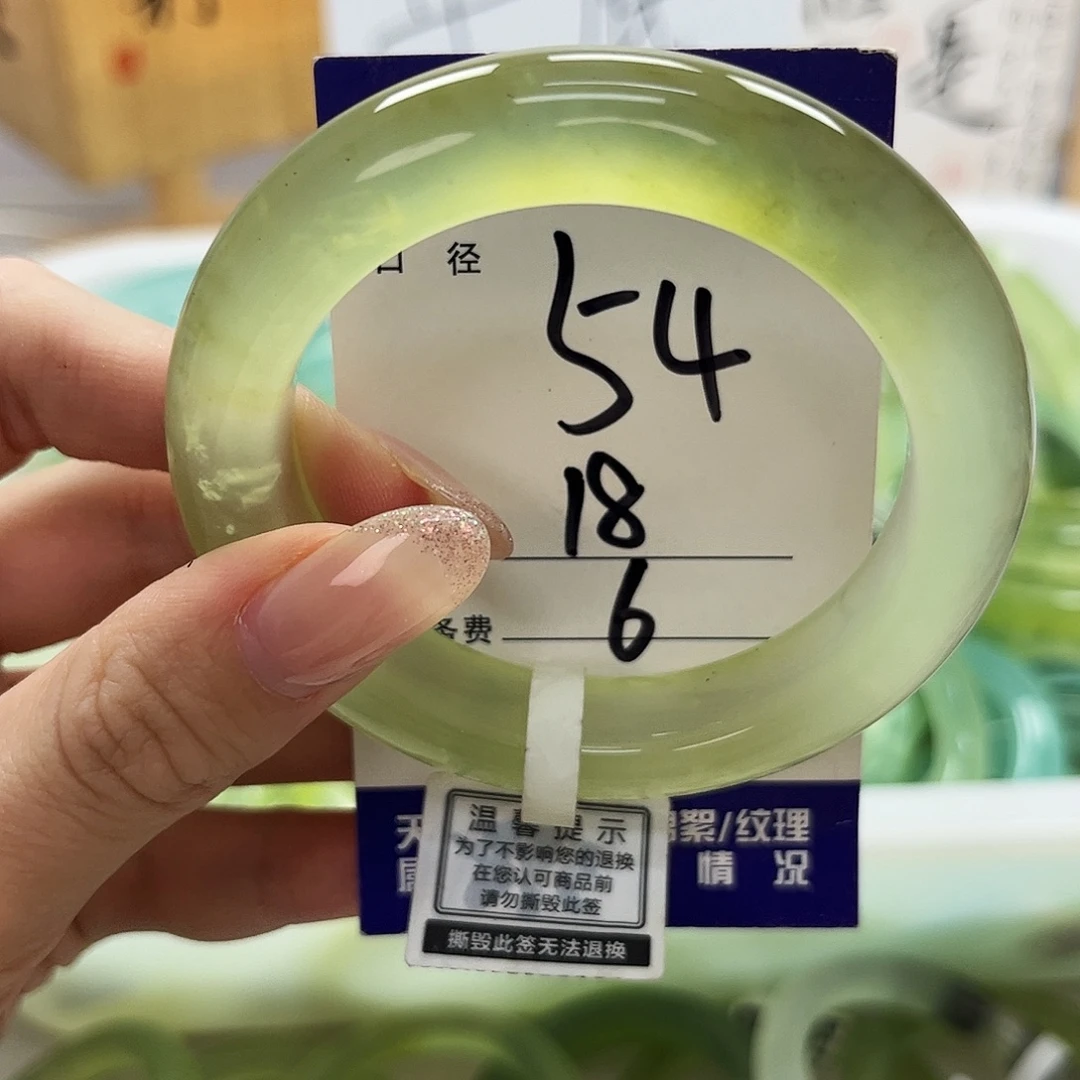 口 径
54
18
6
费
温馨提示
为了不影响您的退换
在您认可商品前
请勿撕毁此签
撕毁此签无法退换
天
絮/纹理
情 况